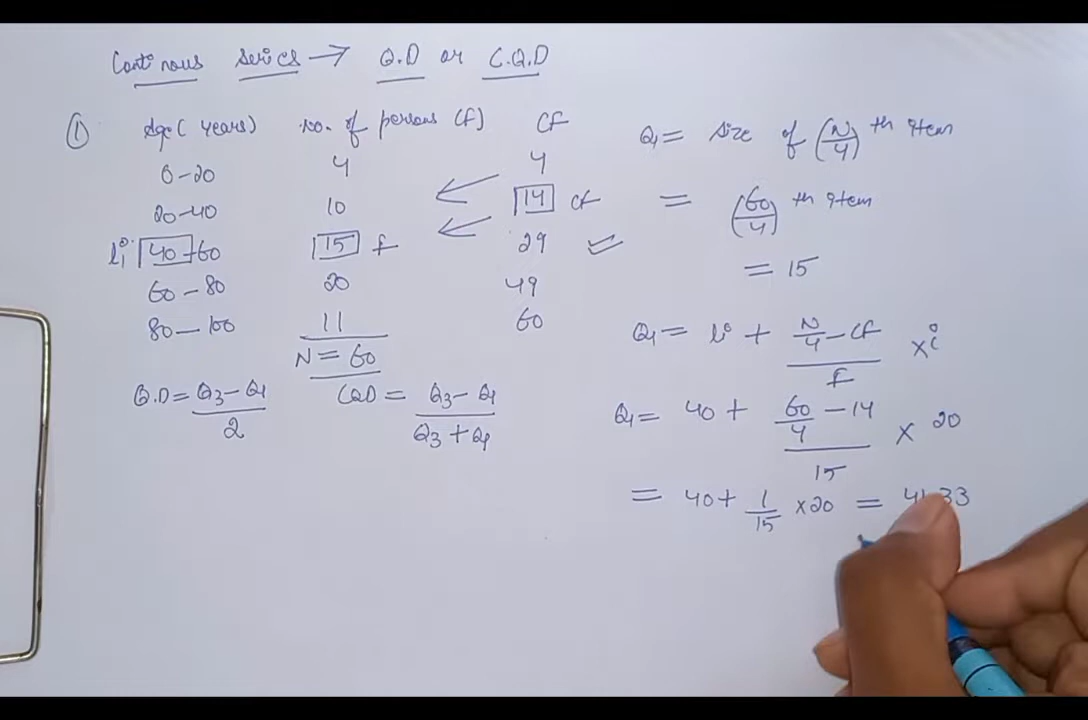 Continous series → Q.D or C.Q.D
① Age (years) no. of persons (f) CF
0-20 4 4
20-40 10 14 CF
l₁ 40-60 15 f 29
60-80 20 49
80-100 11 60
N = 60
Q.D = Q₃ - Q₁ / 2 CQD = Q₃ - Q₁ / Q₃ + Q₁
Q₁ = size of (N/4)th item
= (60/4)th item
= 15
Q₁ = l₁ + N/4 - CF / f × i
Q₁ = 40 + 60/4 - 14 / 15 × 20
= 40 + 1/15 × 20 = 41.33